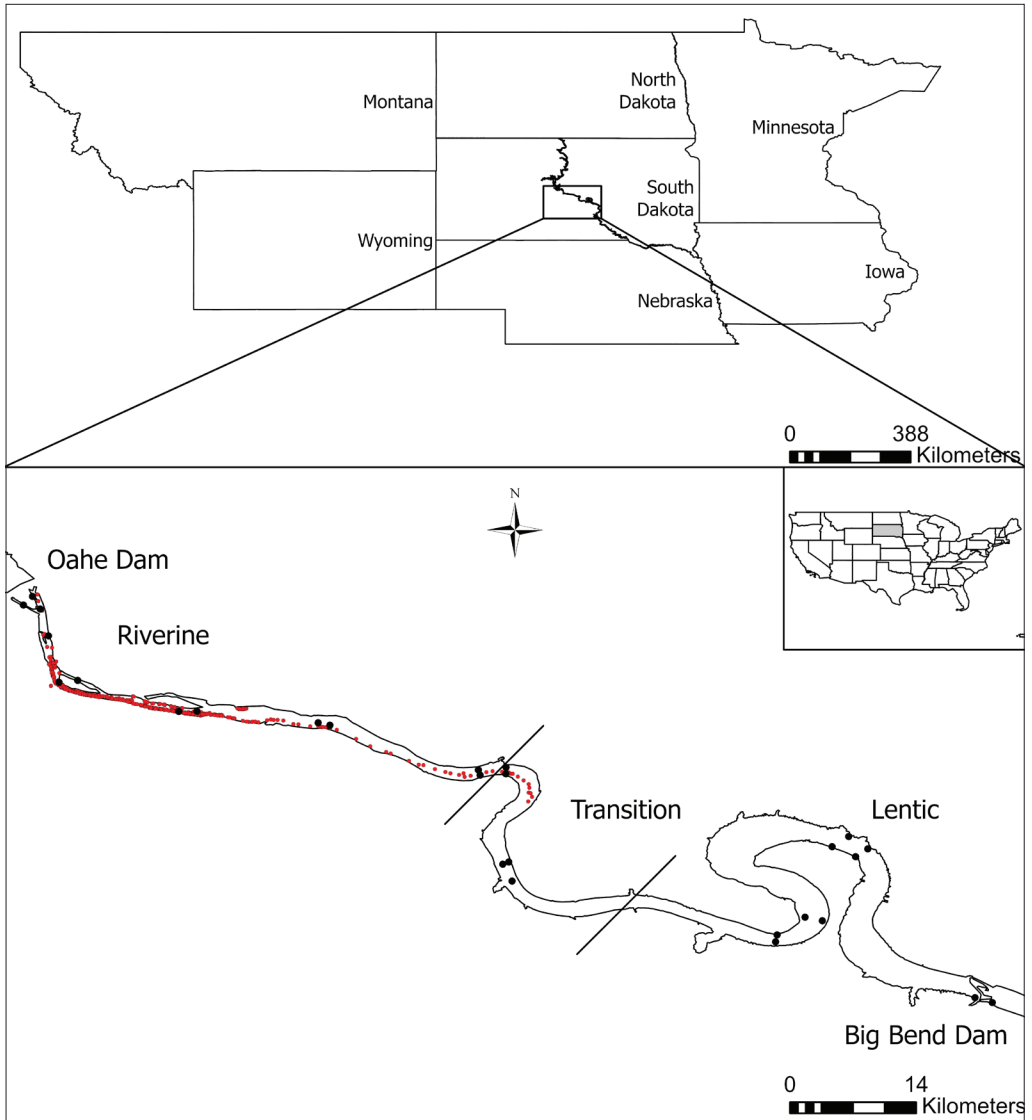 Montana
North
Dakota
Minnesota
South
Dakota
Wyoming
Iowa
Nebraska
0 388
Kilometers
N
Oahe Dam
Riverine
Transition
Lentic
Big Bend Dam
0 14
Kilometers